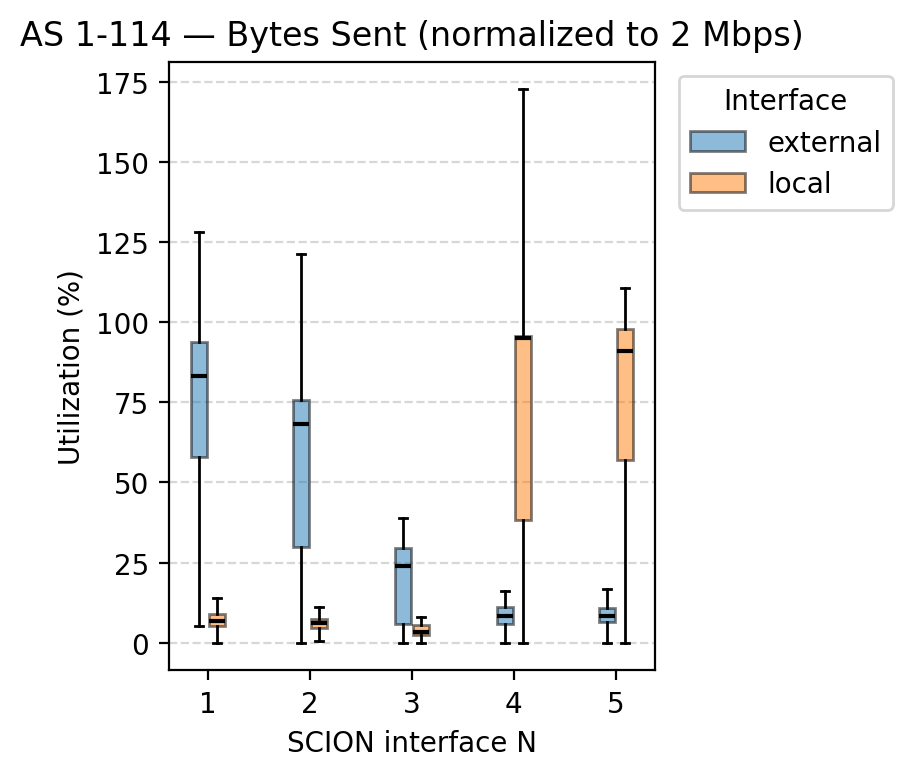 AS 1-114 — Bytes Sent (normalized to 2 Mbps)
175
150
125
100
75
50
25
0
Utilization (%)
1 2 3 4 5
SCION interface N
Interface
external
local